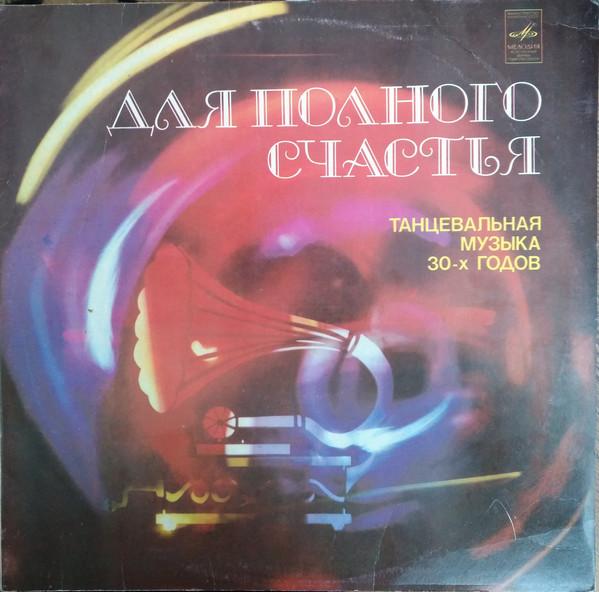 МЕЛОДИЯ
ДЛЯ ПОЛНОГО
СЧАСТЬЯ
ТАНЦЕВАЛЬНАЯ
МУЗЫКА
30-х ГОДОВ